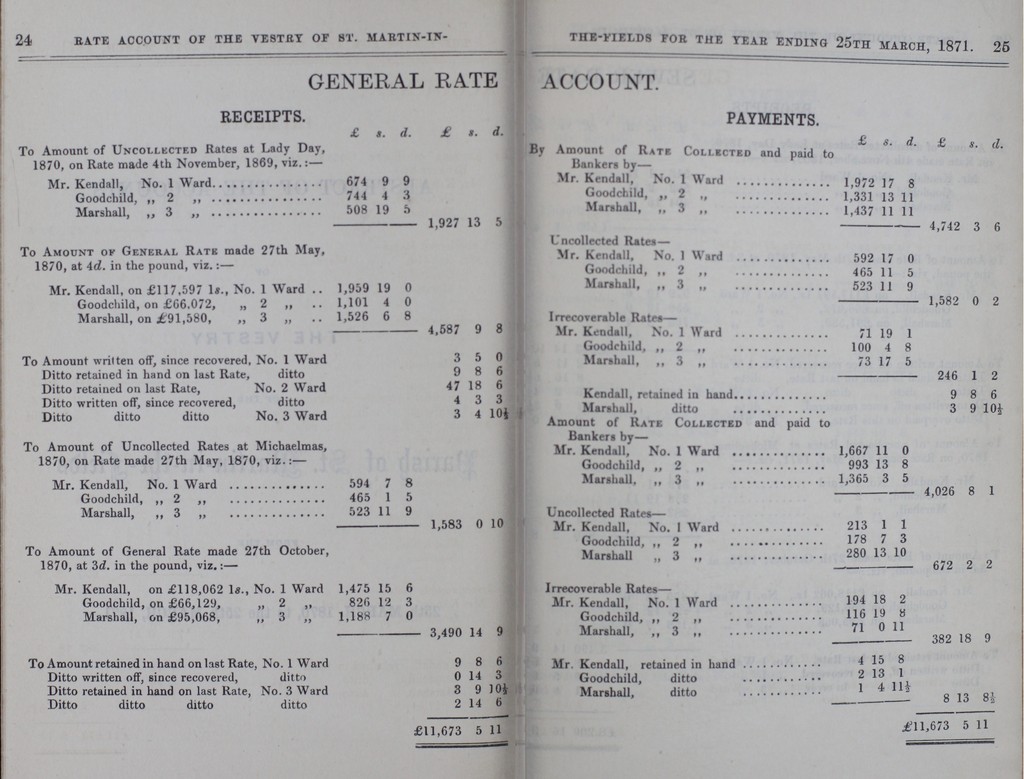 24 RATE ACCOUNT OF THE VESTRY OF ST. MARTIN-IN-
GENERAL RATE
RECEIPTS.
£ s. d. £ s. d.
To Amount of UNCOLLECTED Rates at Lady Day,
1870, on Rate made 4th November, 1869, viz.:—
Mr. Kendall, No. 1 Ward.............. 674 9 9
Goodchild, ,, 2 ,, ................ 744 4 3
Marshall, ,, 3 ,, ................ 508 19 5
1,927 13 5
To AMOUNT OF GENERAL RATE made 27th May,
1870, at 4d. in the pound, viz.:—
Mr. Kendall, on £117,597 1s., No. 1 Ward .. 1,959 19 0
Goodchild, on £66,072, ,, 2 ,, .. 1,101 4 0
Marshall, on £91,580, ,, 3 ,, .. 1,526 6 8
4,587 9 8
To Amount written off, since recovered, No. 1 Ward 3 5 0
Ditto retained in hand on last Rate, ditto 9 8 6
Ditto retained on last Rate, No. 2 Ward 47 18 6
Ditto written off, since recovered, ditto 4 3 3
Ditto ditto ditto No. 3 Ward 3 4 10½
To Amount of Uncollected Rates at Michaelmas,
1870, on Rate made 27th May, 1870, viz.:—
Mr. Kendall, No. 1 Ward .............. 594 7 8
Goodchild, ,, 2 ,, .............. 465 1 5
Marshall, ,, 3 ,, .............. 523 11 9
1,583 0 10
To Amount of General Rate made 27th October,
1870, at 3d. in the pound, viz.:—
Mr. Kendall, on £118,062 1s., No. 1 Ward 1,475 15 6
Goodchild, on £66,129, ,, 2 ,, 826 12 3
Marshall, on £95,068, ,, 3 ,, 1,188 7 0
3,490 14 9
To Amount retained in hand on last Rate, No. 1 Ward 9 8 6
Ditto written off, since recovered, ditto 0 14 3
Ditto retained in hand on last Rate, No. 3 Ward 3 9 10½
Ditto ditto ditto ditto 2 14 6
£11,673 5 11
THE-FIELDS FOR THE YEAR ENDING 25TH MARCH, 1871. 25
ACCOUNT.
PAYMENTS.
£ s. d. £ s. d.
By Amount of RATE COLLECTED and paid to
Bankers by—
Mr. Kendall, No. 1 Ward .............. 1,972 17 8
Goodchild, ,, 2 ,, .............. 1,331 13 11
Marshall, ,, 3 ,, .............. 1,437 11 11
4,742 3 6
Uncollected Rates—
Mr. Kendall, No. 1 Ward .............. 592 17 0
Goodchild, ,, 2 ,, .............. 465 11 5
Marshall, ,, 3 ,, .............. 523 11 9
1,582 0 2
Irrecoverable Rates—
Mr. Kendall, No. 1 Ward .............. 71 19 1
Goodchild, ,, 2 ,, .............. 100 4 8
Marshall, ,, 3 ,, .............. 73 17 5
246 1 2
Kendall, retained in hand.............. 9 8 6
Marshall, ditto .............. 3 9 10½
Amount of RATE COLLECTED and paid to
Bankers by—
Mr. Kendall, No. 1 Ward .............. 1,667 11 0
Goodchild, ,, 2 ,, .............. 993 13 8
Marshall, ,, 3 ,, .............. 1,365 3 5
4,026 8 1
Uncollected Rates—
Mr. Kendall, No. 1 Ward .............. 213 1 1
Goodchild, ,, 2 ,, .............. 178 7 3
Marshall ,, 3 ,, .............. 280 13 10
672 2 2
Irrecoverable Rates—
Mr. Kendall, No. 1 Ward .............. 194 18 2
Goodchild, ,, 2 ,, .............. 116 19 8
Marshall, ,, 3 ,, .............. 71 0 11
382 18 9
Mr. Kendall, retained in hand ............ 4 15 8
Goodchild, ditto ............ 2 13 1
Marshall, ditto ............ 1 4 11½
8 13 8½
£11,673 5 11